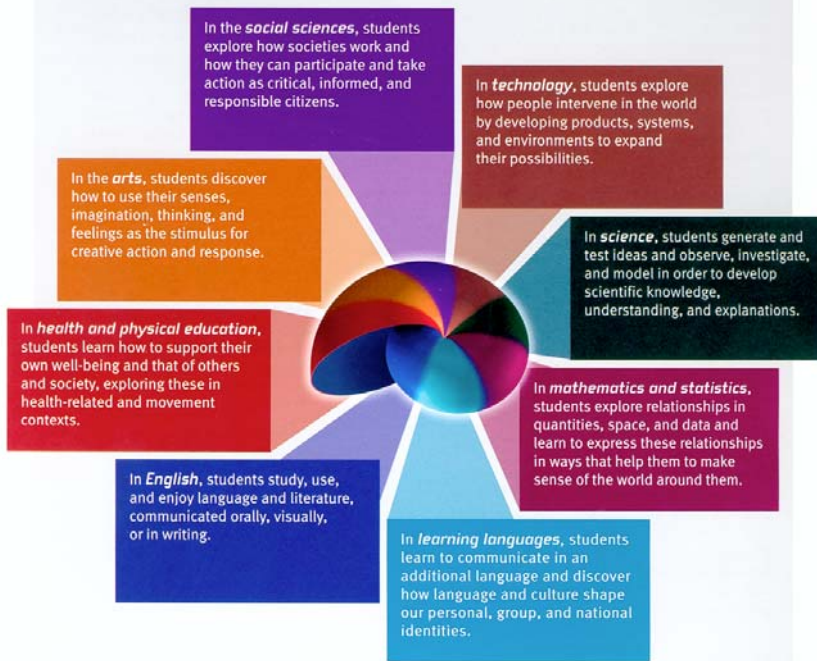 In the social sciences, students
explore how societies work and
how they can participate and take
action as critical, informed, and
responsible citizens.
In technology, students explore
how people intervene in the world
by developing products, systems,
and environments to expand
their possibilities.
In the arts, students discover
how to use their senses,
imagination, thinking, and
feelings as the stimulus for
creative action and response.
In science, students generate and
test ideas and observe, investigate,
and model in order to develop
scientific knowledge,
understanding, and explanations.
In health and physical education,
students learn how to support their
own well-being and that of others
and society, exploring these in
health-related and movement
contexts.
In mathematics and statistics,
students explore relationships in
quantities, space, and data and
learn to express these relationships
in ways that help them to make
sense of the world around them.
In English, students study, use,
and enjoy language and literature,
communicated orally, visually,
or in writing.
In learning languages, students
learn to communicate in an
additional language and discover
how language and culture shape
our personal, group, and national
identities.